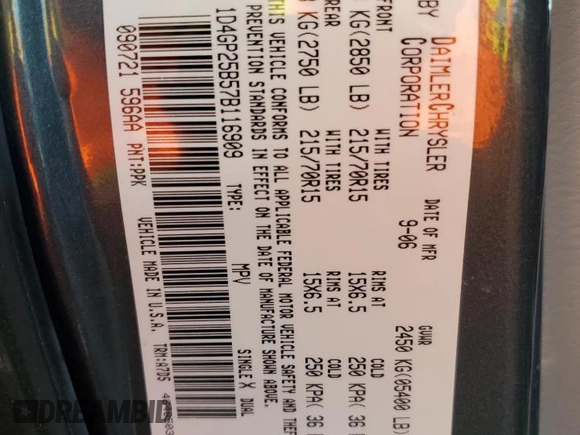 BY DAIMLERCHRYSLER CORPORATION DATE OF MFR 9-06 GVWR 2450 KG(05400 LB)
FRONT KG(2850 LB) WITH TIRES 215/70R15 RIMS AT 15X6.5 COLD 250 KPA( 36
KG(2750 LB) WITH TIRES 215/70R15 RIMS AT 15X6.5 COLD 250 KPA( 36
THIS VEHICLE CONFORMS TO ALL APPLICABLE FEDERAL MOTOR VEHICLE SAFETY AND THE
PREVENTION STANDARDS IN EFFECT ON THE DATE OF MANUFACTURE SHOWN ABOVE.
1D4GP25B57B116909 TYPE: MPV SINGLE X DUAL
VEHICLE MADE IN U.S.A.
090721 596AA PNT:PPK TRM:A7D5
DREAMBID